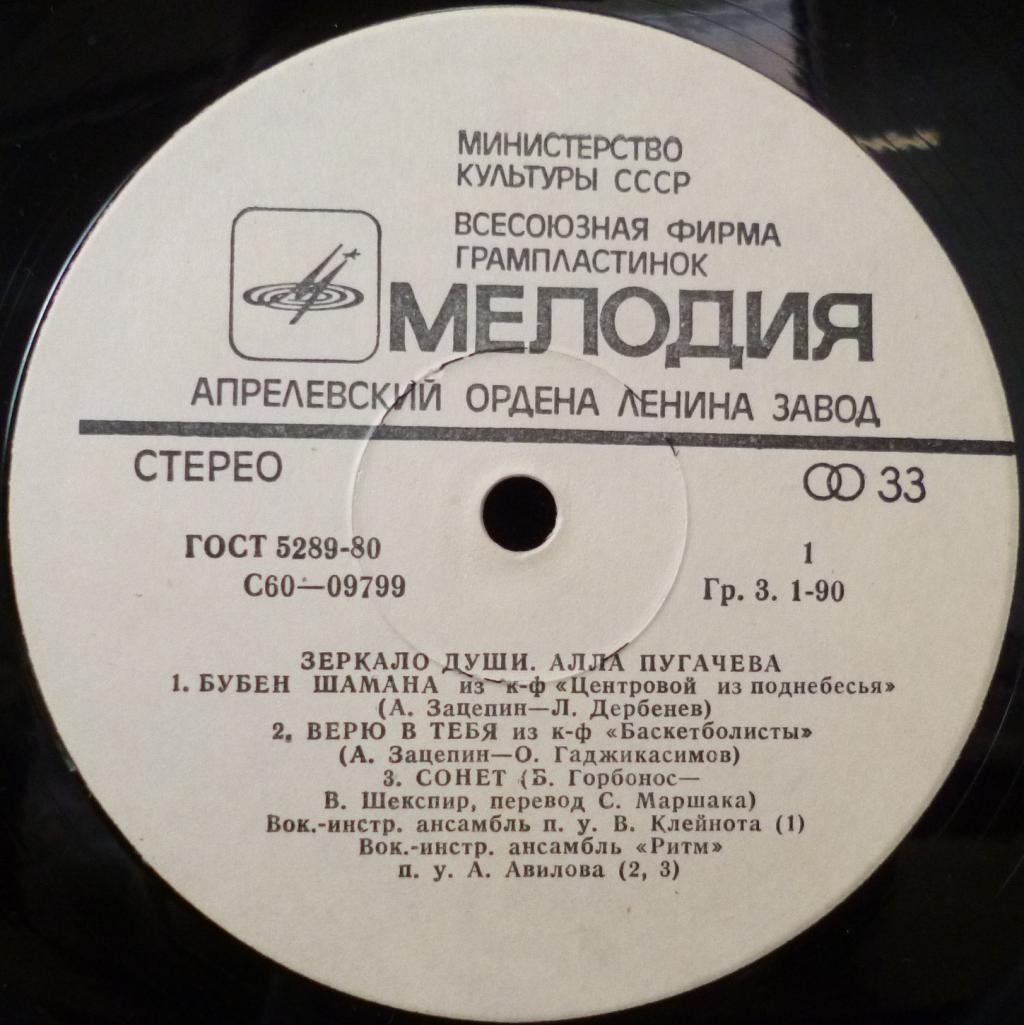 МИНИСТЕРСТВО
КУЛЬТУРЫ СССР
ВСЕСОЮЗНАЯ ФИРМА
ГРАМПЛАСТИНОК
МЕЛОДИЯ
АПРЕЛЕВСКИЙ ОРДЕНА ЛЕНИНА ЗАВОД
СТЕРЕО 33
ГОСТ 5289-80 1
С60—09799 Гр. 3. 1-90
ЗЕРКАЛО ДУШИ. АЛЛА ПУГАЧЕВА
1. БУБЕН ШАМАНА из к-ф «Центровой из поднебесья»
(А. Зацепин—Л. Дербенев)
2. ВЕРЮ В ТЕБЯ из к-ф «Баскетболисты»
(А. Зацепин—О. Гаджикасимов)
3. СОНЕТ (Б. Горбонос—
В. Шекспир, перевод С. Маршака)
Вок.-инстр. ансамбль п. у. В. Клейнота (1)
Вок.-инстр. ансамбль «Ритм»
п. у. А. Авилова (2, 3)